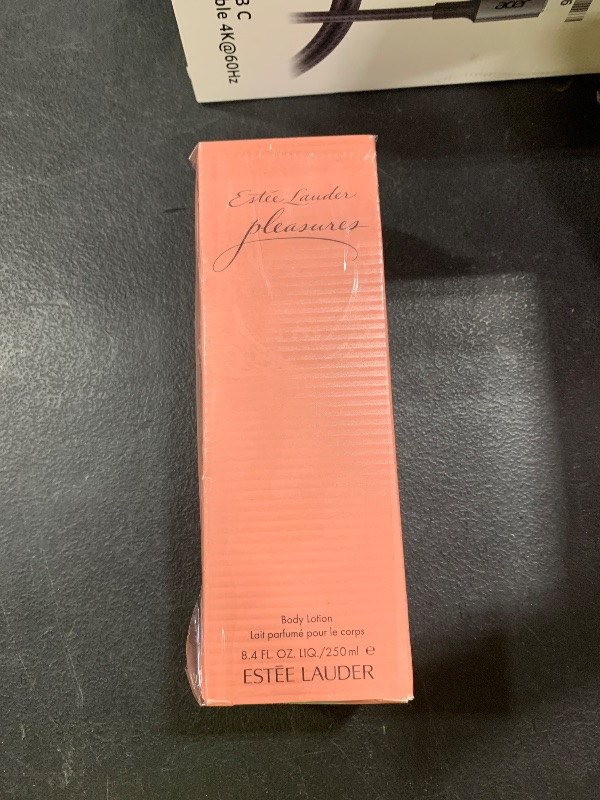 B C
ble 4K@60Hz
acer
Estée Lauder
pleasures
Body Lotion
Lait parfumé pour le corps
8.4 FL. OZ. LIQ./250 ml ℮
ESTĒE LAUDER